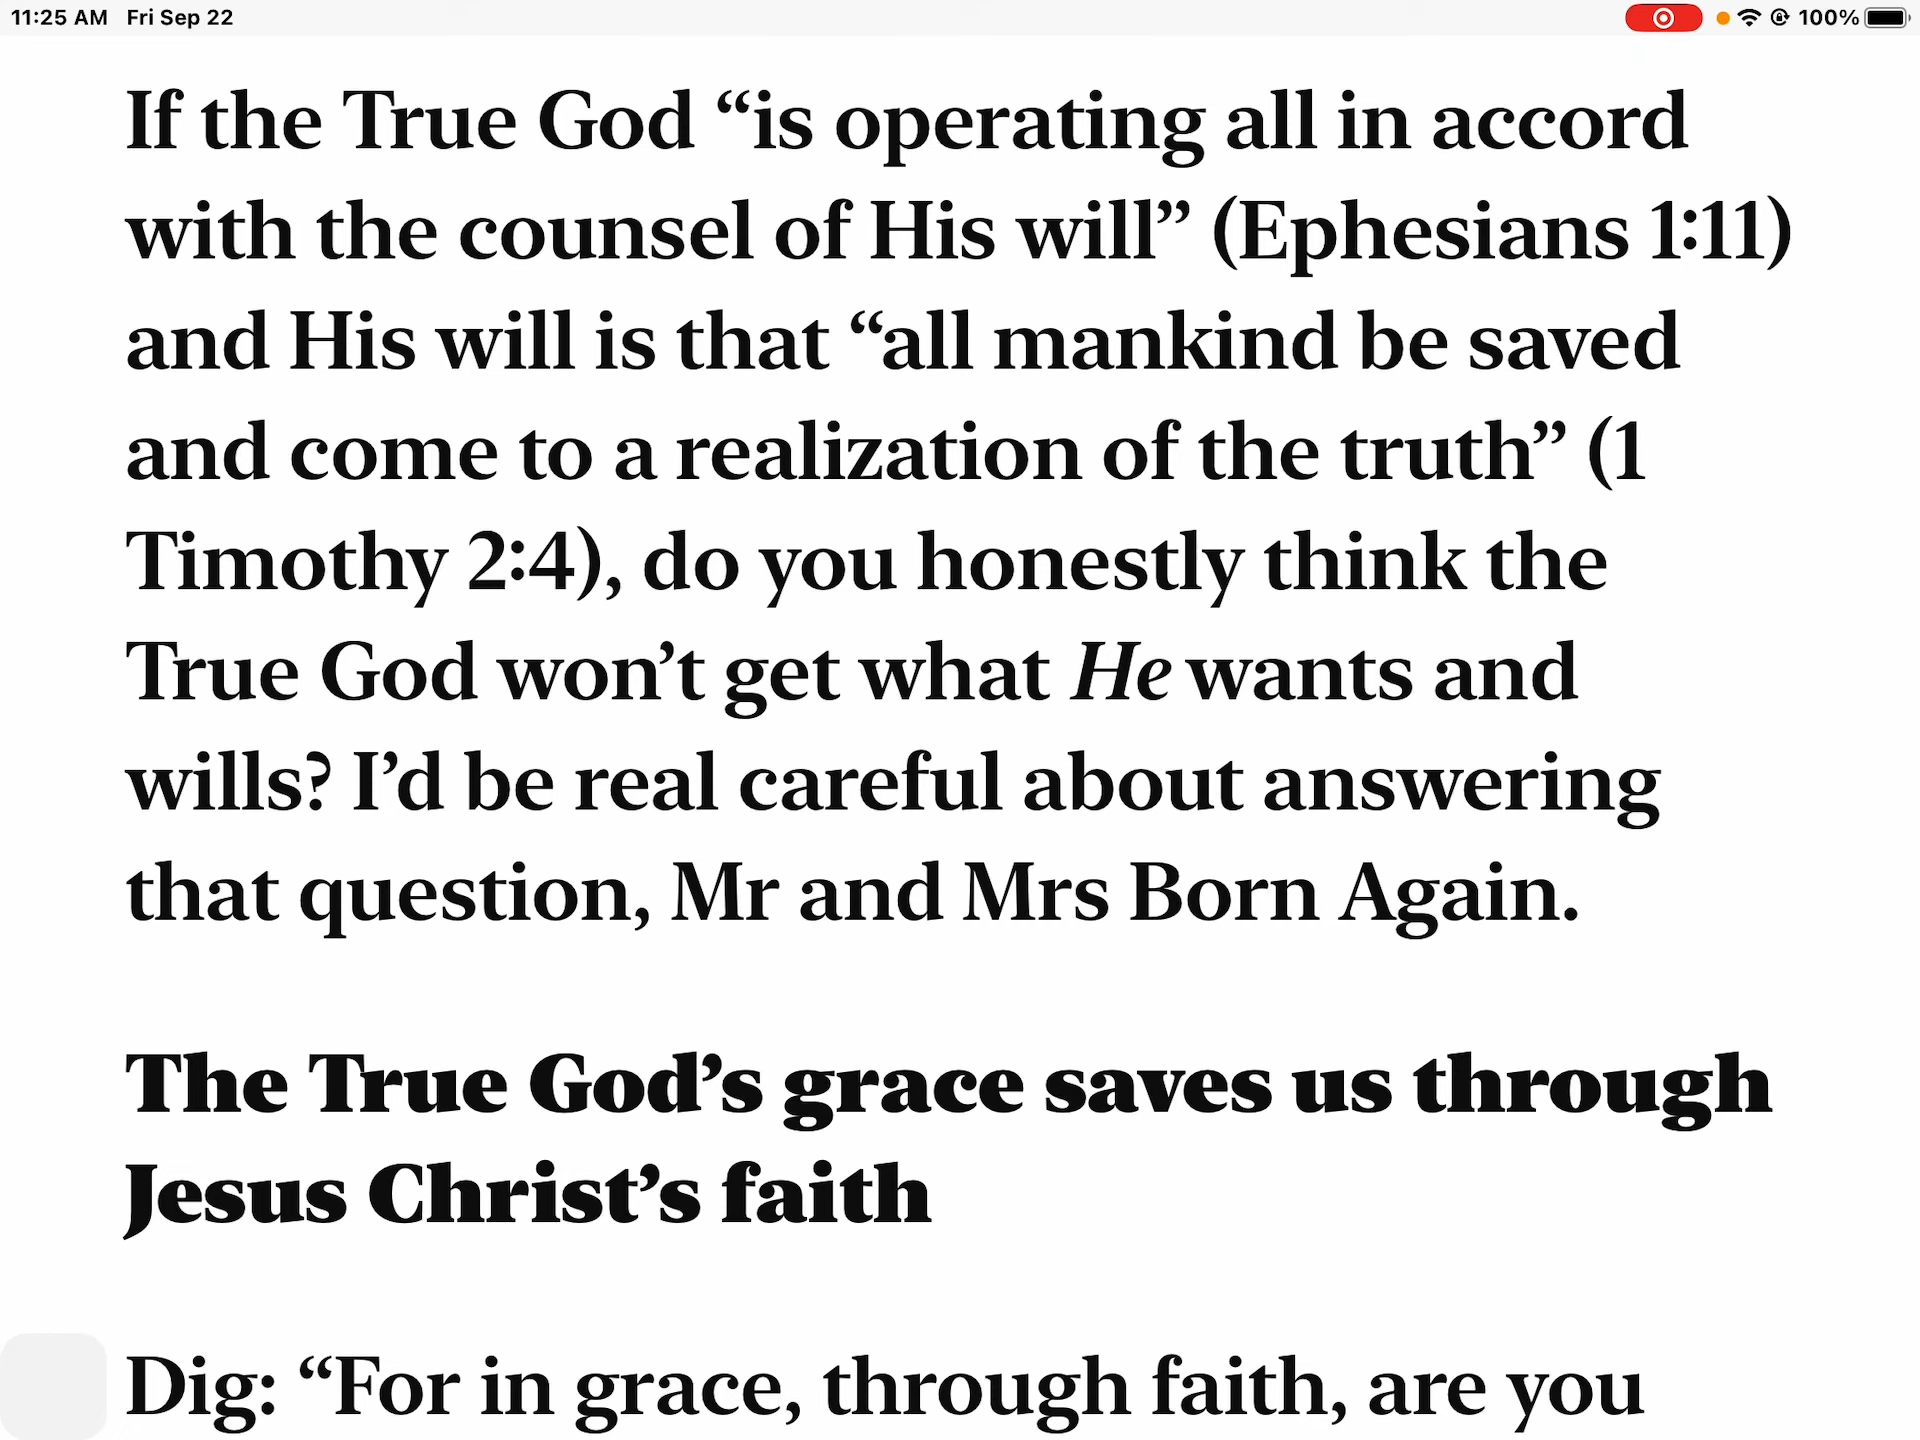 11:25 AM Fri Sep 22 100%
If the True God “is operating all in accord
with the counsel of His will” (Ephesians 1:11)
and His will is that “all mankind be saved
and come to a realization of the truth” (1
Timothy 2:4), do you honestly think the
True God won’t get what He wants and
wills? I’d be real careful about answering
that question, Mr and Mrs Born Again.
The True God’s grace saves us through
Jesus Christ’s faith
Dig: “For in grace, through faith, are you